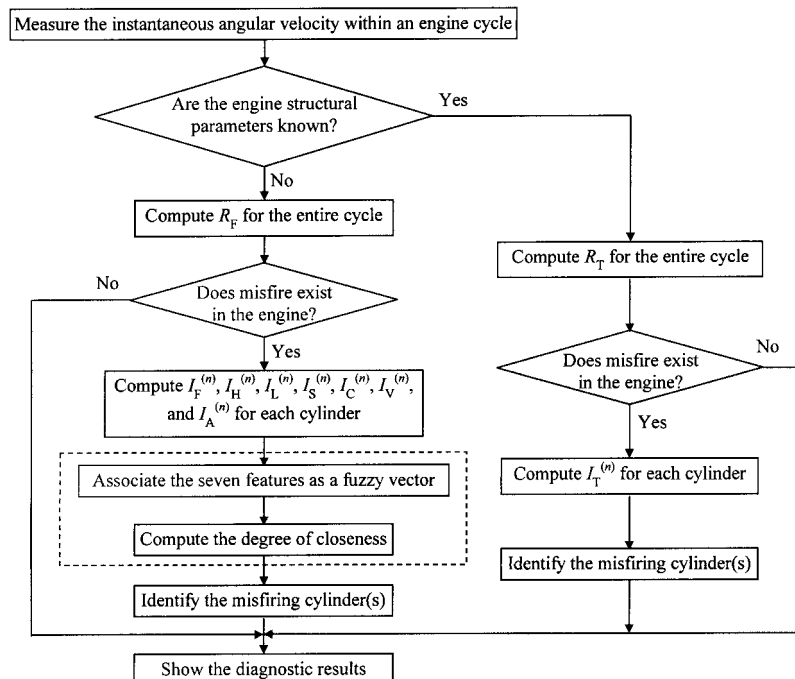 Measure the instantaneous angular velocity within an engine cycle
Are the engine structural
parameters known?
Yes
No
Compute R_F for the entire cycle
Compute R_T for the entire cycle
No
Does misfire exist
in the engine?
Yes
Does misfire exist
in the engine?
No
Yes
Compute I_F^(n), I_H^(n), I_L^(n), I_S^(n), I_C^(n), I_V^(n),
and I_A^(n) for each cylinder
Associate the seven features as a fuzzy vector
Compute the degree of closeness
Identify the misfiring cylinder(s)
Compute I_T^(n) for each cylinder
Identify the misfiring cylinder(s)
Show the diagnostic results